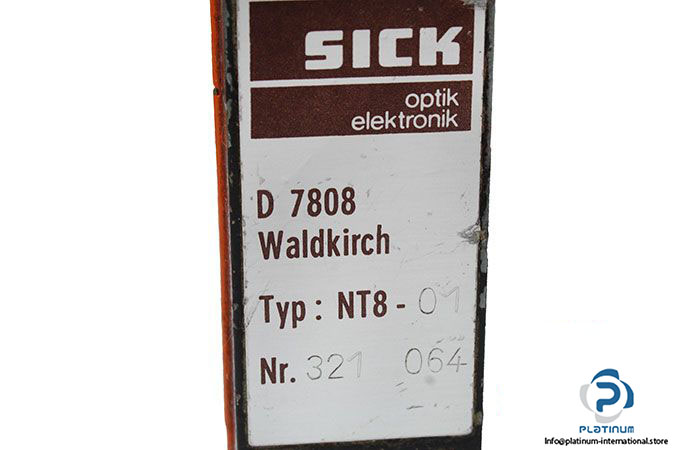 SICK
optik
elektronik
D 7808
Waldkirch
Typ: NT8 - 01
Nr. 321 064
PLATINUM
Info@platinum-international.store